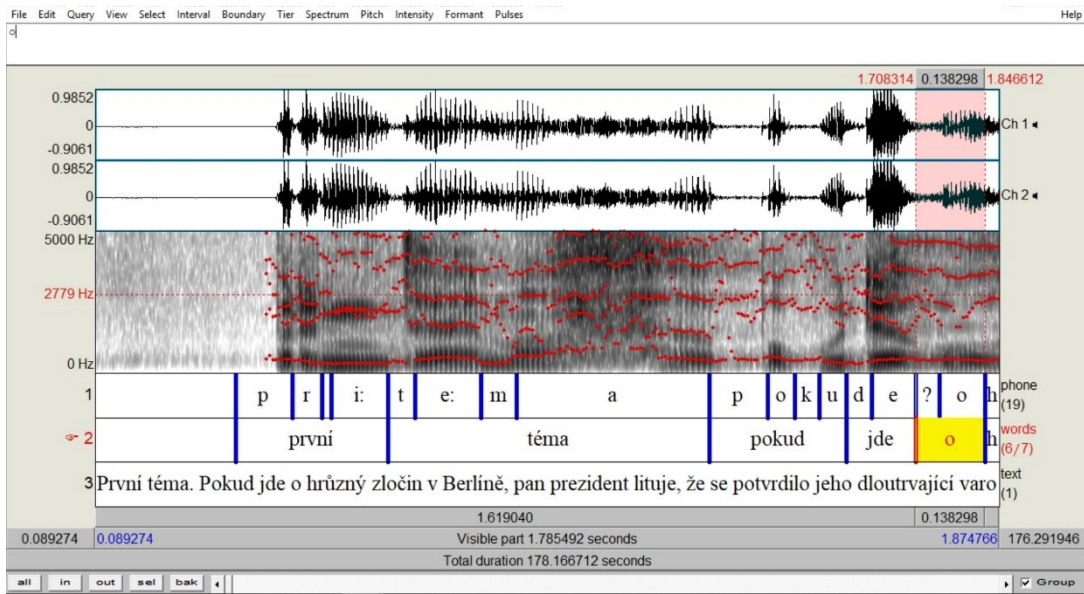 File Edit Query View Select Interval Boundary Tier Spectrum Pitch Intensity Formant Pulses Help
o
1.708314 0.138298 1.846612
0.9852
0
-0.9061
Ch 1
0.9852
0
-0.9061
Ch 2
5000 Hz
2779 Hz
0 Hz
1 p r i: t e: m a p o k u d e ? o h phone (19)
2 první téma pokud jde o h words (6/7)
3 První téma. Pokud jde o hrůzný zločin v Berlíně, pan prezident lituje, že se potvrdilo jeho dloutrvající varo text (1)
1.619040 0.138298
0.089274 0.089274 Visible part 1.785492 seconds 1.874766 176.291946
Total duration 178.166712 seconds
all in out sel bak Group